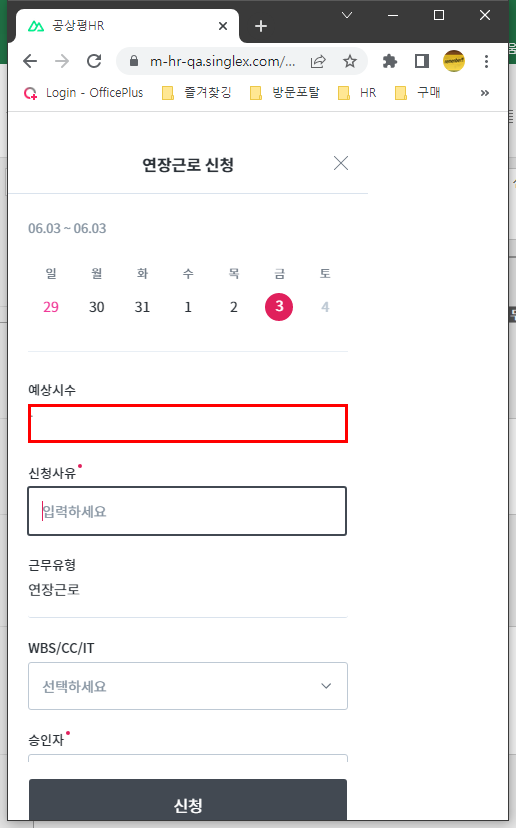 공상평HR
m-hr-qa.singlex.com/...
Login - OfficePlus 즐겨찾깅 방문포탈 HR 구매 »
연장근로 신청
06.03 ~ 06.03
일 월 화 수 목 금 토
29 30 31 1 2 3 4
예상시수
신청사유
입력하세요
근무유형
연장근로
WBS/CC/IT
선택하세요
승인자
신청